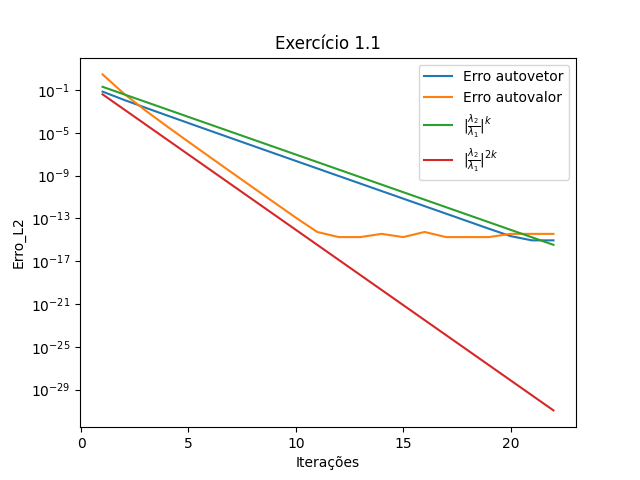 Exercício 1.1
Erro autovetor
Erro autovalor
|λ₂/λ₁|ᵏ
|λ₂/λ₁|²ᵏ
10⁻¹
10⁻⁵
10⁻⁹
10⁻¹³
10⁻¹⁷
10⁻²¹
10⁻²⁵
10⁻²⁹
Erro_L2
0 5 10 15 20
Iterações